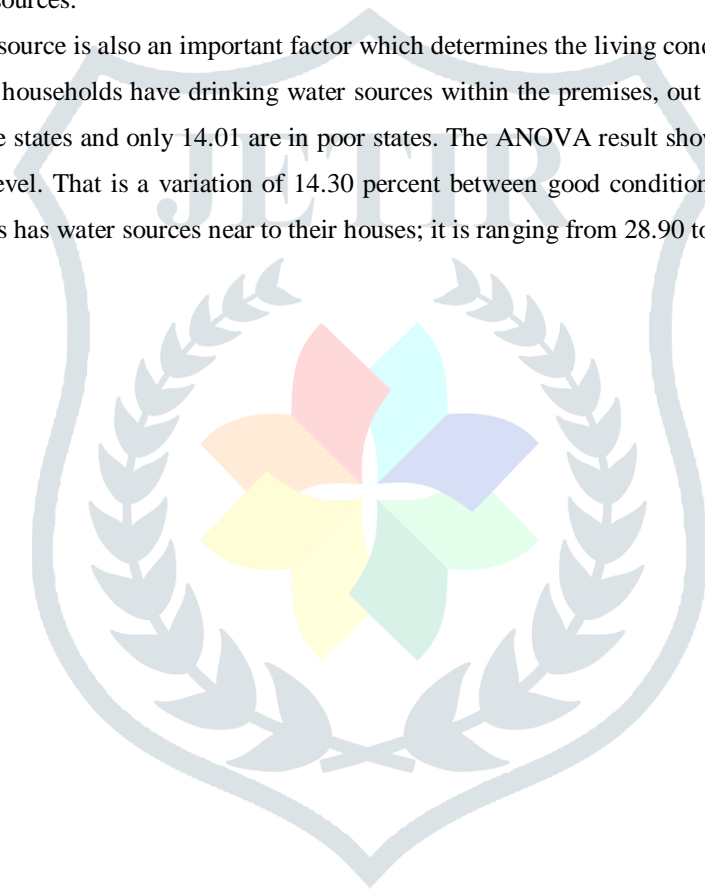 sources.
source is also an important factor which determines the living cond
households have drinking water sources within the premises, out
e states and only 14.01 are in poor states. The ANOVA result show
evel. That is a variation of 14.30 percent between good condition
s has water sources near to their houses; it is ranging from 28.90 to
JETIR